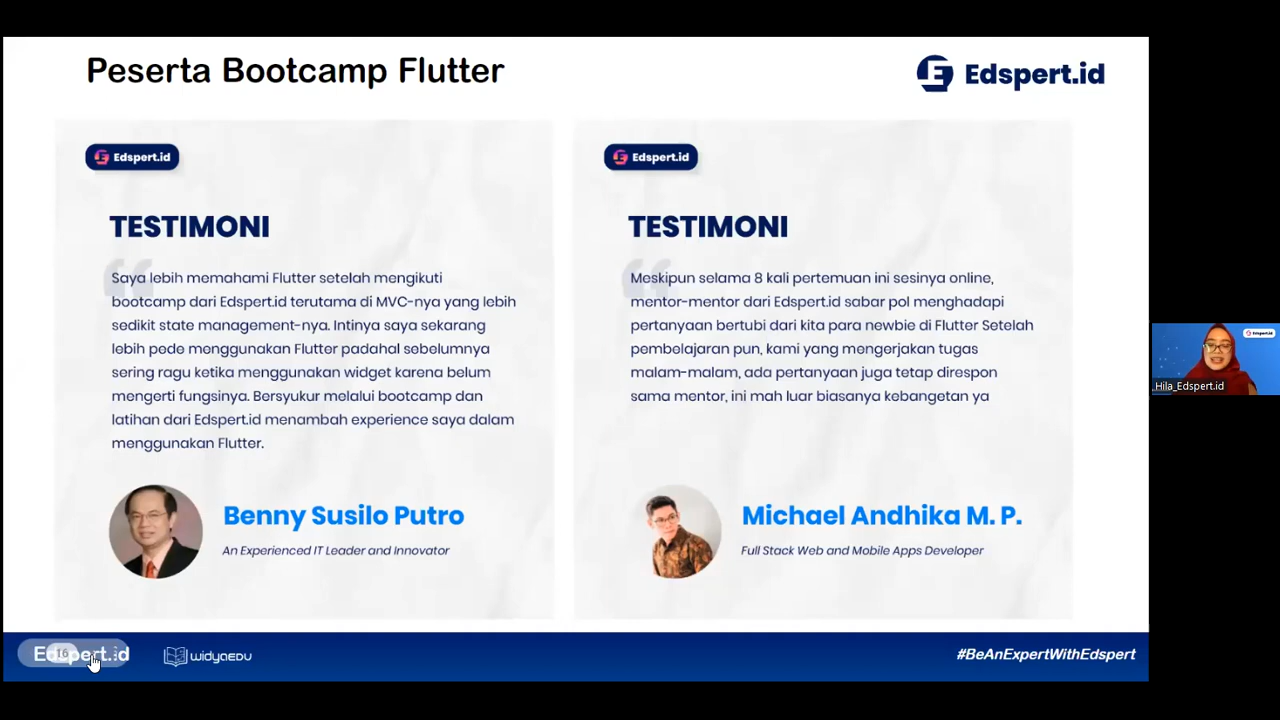 Peserta Bootcamp Flutter
Edspert.id
Edspert.id
TESTIMONI
Saya lebih memahami Flutter setelah mengikuti
bootcamp dari Edspert.id terutama di MVC-nya yang lebih
sedikit state management-nya. Intinya saya sekarang
lebih pede menggunakan Flutter padahal sebelumnya
sering ragu ketika menggunakan widget karena belum
mengerti fungsinya. Bersyukur melalui bootcamp dan
latihan dari Edspert.id menambah experience saya dalam
menggunakan Flutter.
Benny Susilo Putro
An Experienced IT Leader and Innovator
Edspert.id
TESTIMONI
Meskipun selama 8 kali pertemuan ini sesinya online,
mentor-mentor dari Edspert.id sabar pol menghadapi
pertanyaan bertubi dari kita para newbie di Flutter Setelah
pembelajaran pun, kami yang mengerjakan tugas
malam-malam, ada pertanyaan juga tetap direspon
sama mentor, ini mah luar biasanya kebangetan ya
Michael Andhika M. P.
Full Stack Web and Mobile Apps Developer
Edspert.id
Hila_Edspert.id
Edspert.id
16
widyaedu
#BeAnExpertWithEdspert